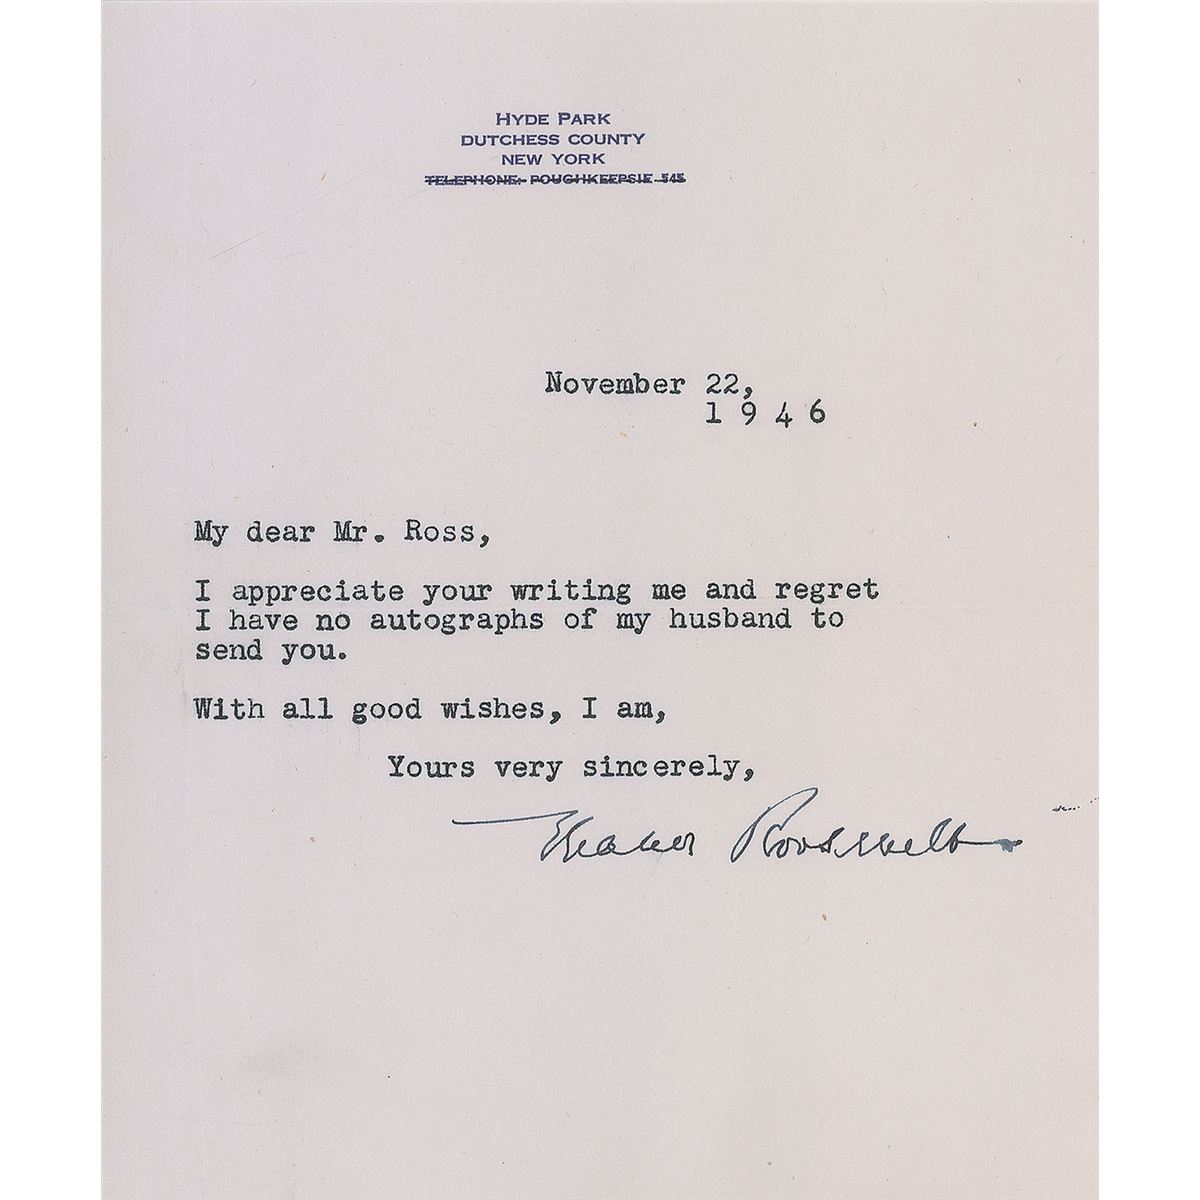 HYDE PARK
DUTCHESS COUNTY
NEW YORK
TELEPHONE: POUGHKEEPSIE 545
November 22,
1 9 4 6
My dear Mr. Ross,
I appreciate your writing me and regret
I have no autographs of my husband to
send you.
With all good wishes, I am,
Yours very sincerely,
Eleanor Roosevelt